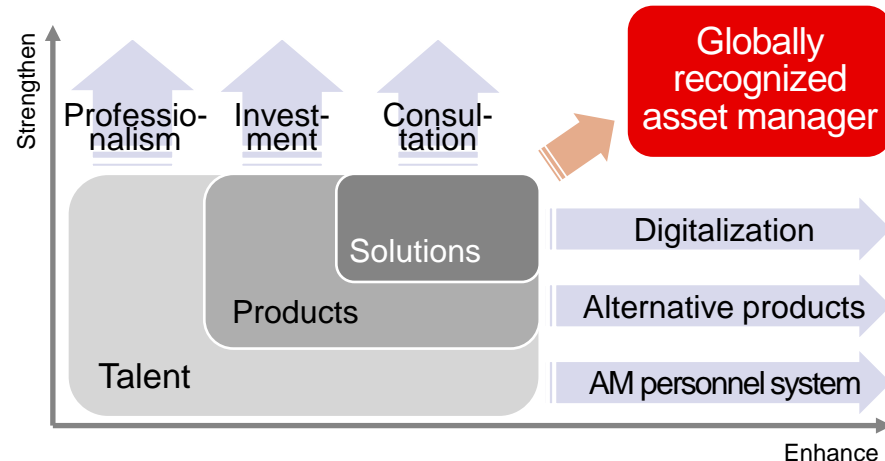 Strengthen
Professio-
nalism
Invest-
ment
Consul-
tation
Globally
recognized
asset manager
Solutions
Products
Talent
Digitalization
Alternative products
AM personnel system
Enhance